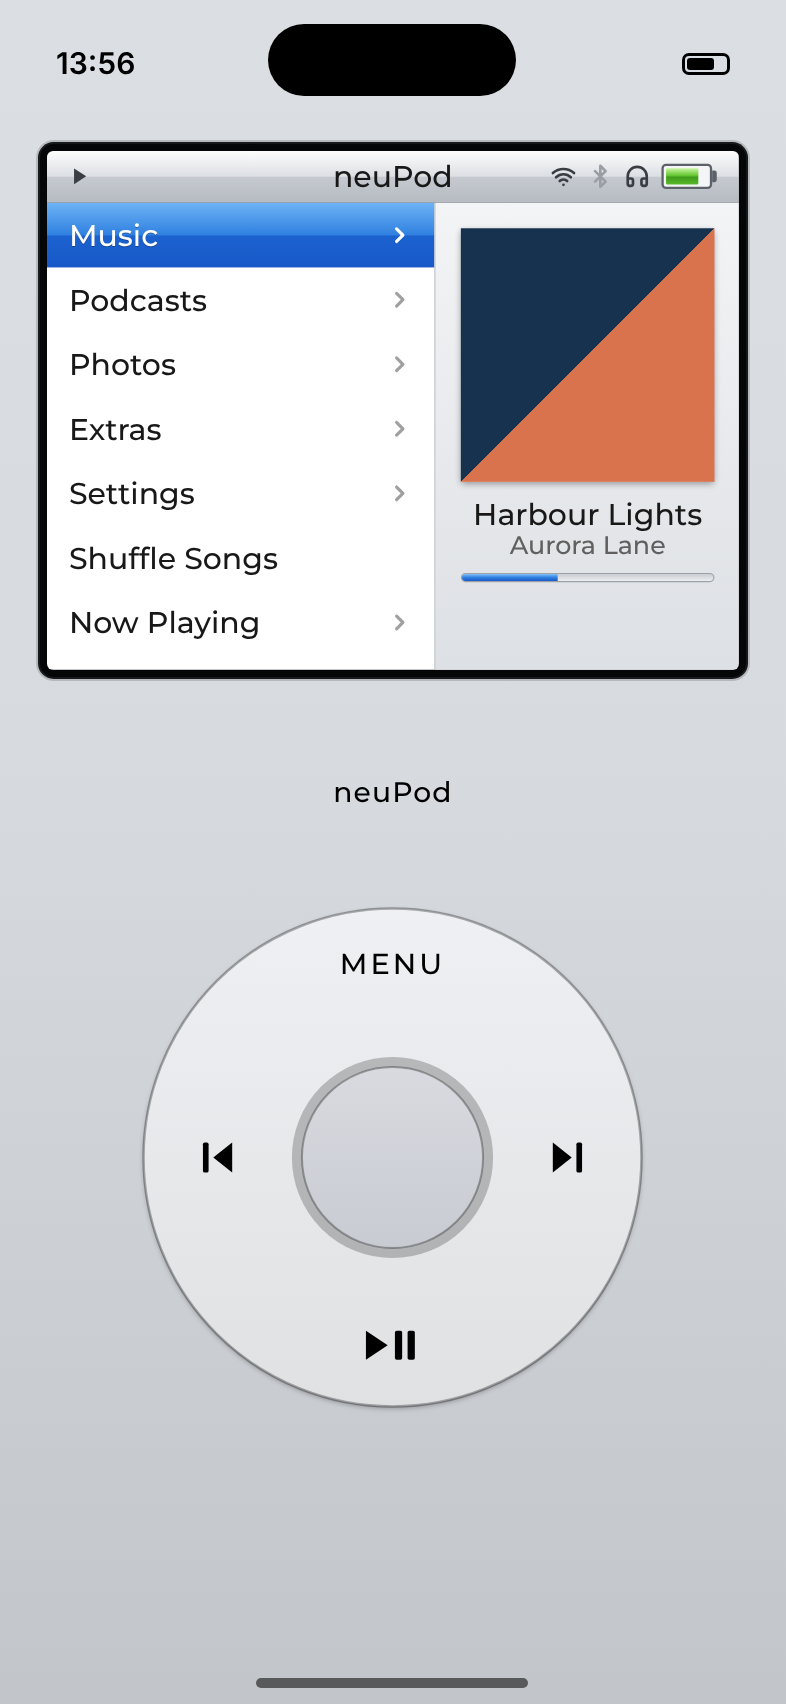 13:56
neuPod
Music
Podcasts
Photos
Extras
Settings
Shuffle Songs
Now Playing
Harbour Lights
Aurora Lane
neuPod
MENU